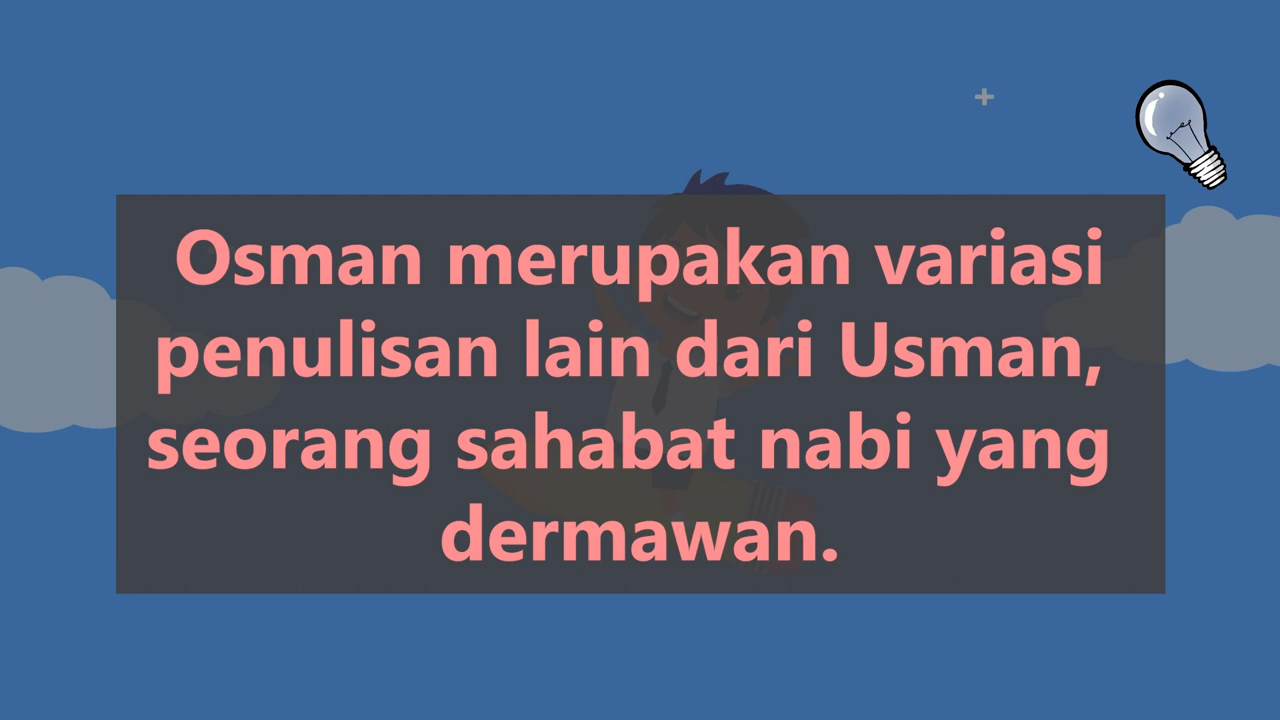 Osman merupakan variasi
penulisan lain dari Usman,
seorang sahabat nabi yang
dermawan.